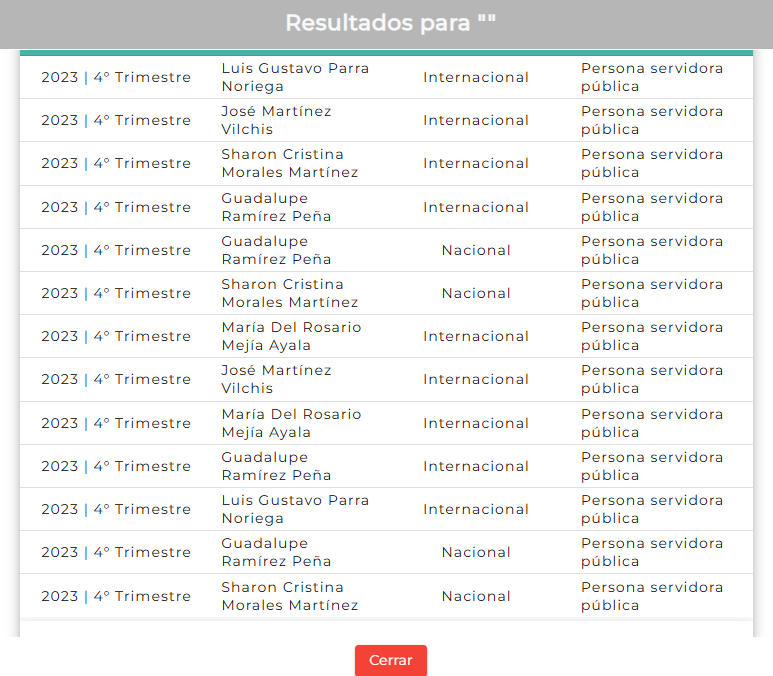 Resultados para ""
2023 | 4° Trimestre Luis Gustavo Parra Noriega Internacional Persona servidora pública
2023 | 4° Trimestre José Martínez Vilchis Internacional Persona servidora pública
2023 | 4° Trimestre Sharon Cristina Morales Martínez Internacional Persona servidora pública
2023 | 4° Trimestre Guadalupe Ramírez Peña Internacional Persona servidora pública
2023 | 4° Trimestre Guadalupe Ramírez Peña Nacional Persona servidora pública
2023 | 4° Trimestre Sharon Cristina Morales Martínez Nacional Persona servidora pública
2023 | 4° Trimestre María Del Rosario Mejía Ayala Internacional Persona servidora pública
2023 | 4° Trimestre José Martínez Vilchis Internacional Persona servidora pública
2023 | 4° Trimestre María Del Rosario Mejía Ayala Internacional Persona servidora pública
2023 | 4° Trimestre Guadalupe Ramírez Peña Internacional Persona servidora pública
2023 | 4° Trimestre Luis Gustavo Parra Noriega Internacional Persona servidora pública
2023 | 4° Trimestre Guadalupe Ramírez Peña Nacional Persona servidora pública
2023 | 4° Trimestre Sharon Cristina Morales Martínez Nacional Persona servidora pública
Cerrar